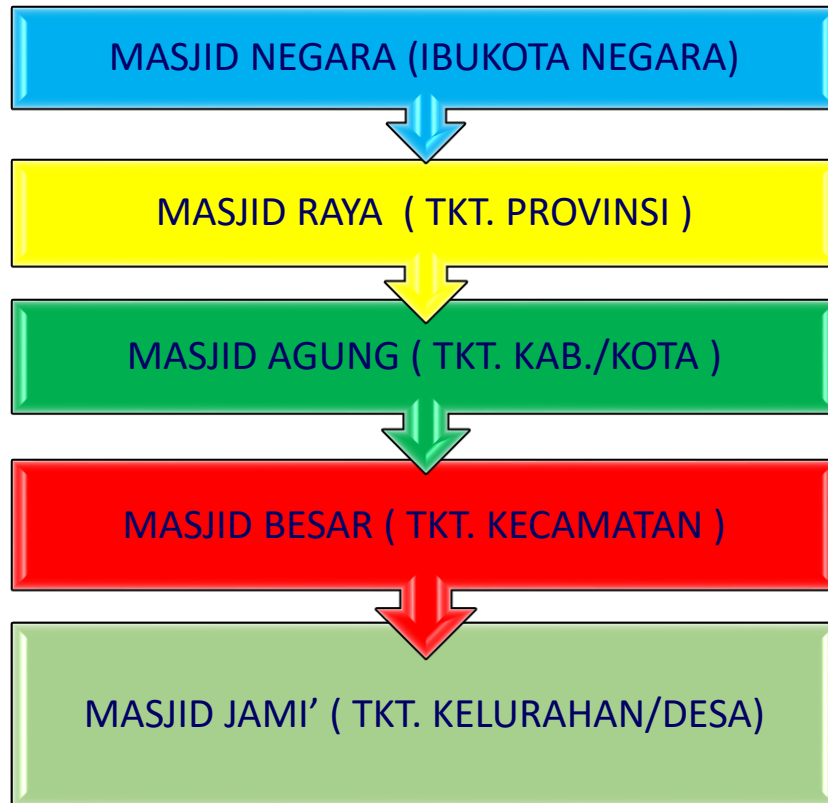 MASJID NEGARA (IBUKOTA NEGARA)
MASJID RAYA ( TKT. PROVINSI )
MASJID AGUNG ( TKT. KAB./KOTA )
MASJID BESAR ( TKT. KECAMATAN )
MASJID JAMI’ ( TKT. KELURAHAN/DESA)